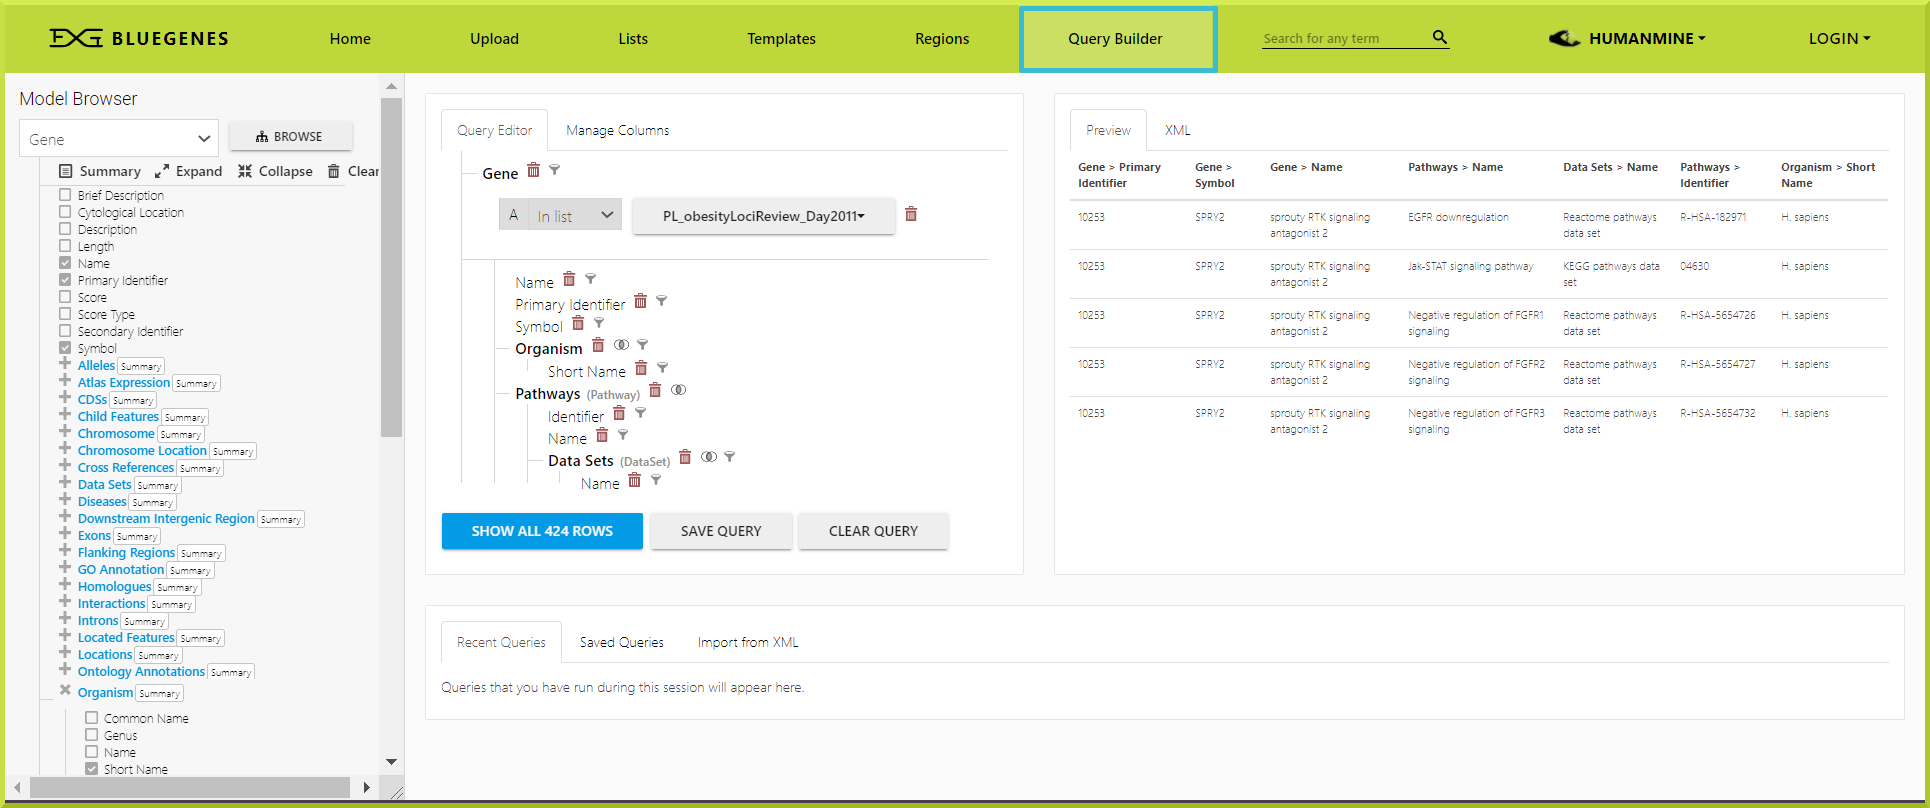 BLUEGENES
Home
Upload
Lists
Templates
Regions
Query Builder
Search for any term
HUMANMINE
LOGIN
Model Browser
Gene
BROWSE
Summary Expand Collapse Clear
Brief Description
Cytological Location
Description
Length
Name
Primary Identifier
Score
Score Type
Secondary Identifier
Symbol
Alleles Summary
Atlas Expression Summary
CDSs Summary
Child Features Summary
Chromosome Summary
Chromosome Location Summary
Cross References Summary
Data Sets Summary
Diseases Summary
Downstream Intergenic Region Summary
Exons Summary
Flanking Regions Summary
GO Annotation Summary
Homologues Summary
Interactions Summary
Introns Summary
Located Features Summary
Locations Summary
Ontology Annotations Summary
Organism Summary
Common Name
Genus
Name
Short Name
Query Editor Manage Columns
Gene
A In list PL_obesityLociReview_Day2011
Name
Primary Identifier
Symbol
Organism
Short Name
Pathways (Pathway)
Identifier
Name
Data Sets (DataSet)
Name
SHOW ALL 424 ROWS SAVE QUERY CLEAR QUERY
Preview XML
Gene > Primary Gene > Gene > Name Pathways > Name Data Sets > Name Pathways > Organism > Short
Identifier Symbol Identifier Name
10253 SPRY2 sprouty RTK signaling EGFR downregulation Reactome pathways R-HSA-182971 H. sapiens
antagonist 2 data set
10253 SPRY2 sprouty RTK signaling Jak-STAT signaling pathway KEGG pathways data 04630 H. sapiens
antagonist 2 set
10253 SPRY2 sprouty RTK signaling Negative regulation of FGFR1 Reactome pathways R-HSA-5654726 H. sapiens
antagonist 2 signaling data set
10253 SPRY2 sprouty RTK signaling Negative regulation of FGFR2 Reactome pathways R-HSA-5654727 H. sapiens
antagonist 2 signaling data set
10253 SPRY2 sprouty RTK signaling Negative regulation of FGFR3 Reactome pathways R-HSA-5654732 H. sapiens
antagonist 2 signaling data set
Recent Queries Saved Queries Import from XML
Queries that you have run during this session will appear here.